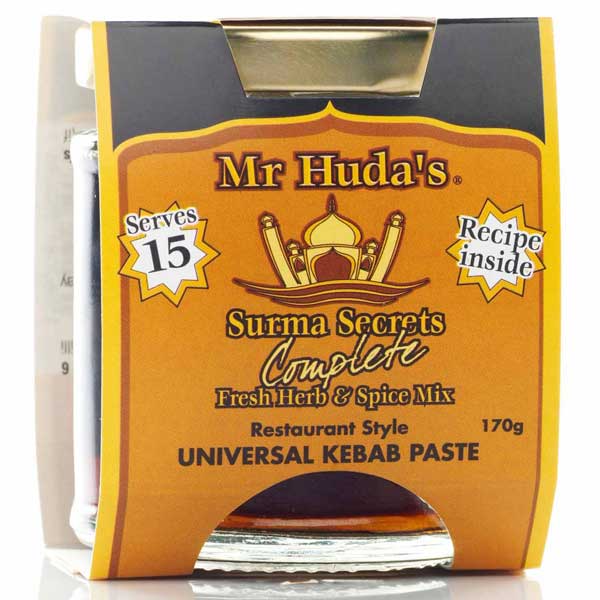 Mr Huda's®
Serves
15
Recipe
inside
Surma Secrets
Complete
Fresh Herb & Spice Mix
Restaurant Style
170g
UNIVERSAL KEBAB PASTE